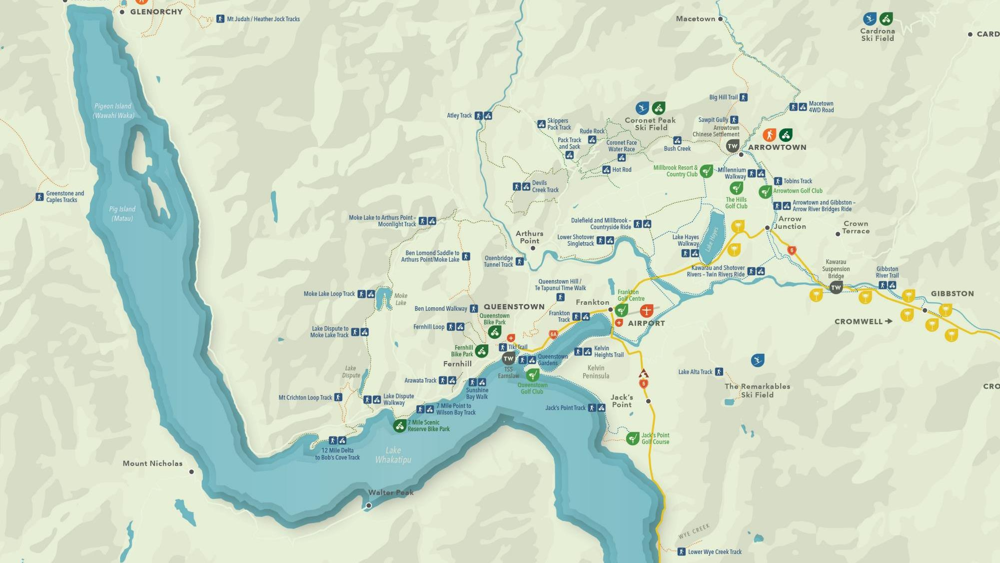 GLENORCHY
Mt Judah / Heather Jock Tracks
Macetown
Cardrona
Ski Field
CARD
Pigeon Island
(Wawahi Waka)
Big Hill Trail
Macetown
4WD Road
Atley Track
Skippers
Pack Track
Coronet Peak
Ski Field
Sawpit Gully
Arrowtown
Chinese Settlement
Rude Rock
Pack Track
and Sack
Coronet Face
Water Race
Bush Creek
TW
ARROWTOWN
Hot Rod
Millbrook Resort &
Country Club
Millennium
Walkway
Tobins Track
Devils
Creek Track
Arrowtown Golf Club
The Hills
Golf Club
Greenstone and
Caples Tracks
Pig Island
(Matau)
Arrowtown and Gibbston –
Arrow River Bridges Ride
Moke Lake to Arthurs Point –
Moonlight Track
Dalefield and Millbrook –
Countryside Ride
Arrow
Junction
Crown
Terrace
Arthurs
Point
Lower Shotover
Singletrack
Lake Hayes
Walkway
Lake Hayes
6
Ben Lomond Saddle to
Arthurs Point/Moke Lake
Oxenbridge
Tunnel Track
Kawarau and Shotover
Rivers – Twin Rivers Ride
Kawarau
Suspension
Bridge
TW
Gibbston
River Trail
GIBBSTON
Queenstown Hill /
Te Tapunui Time Walk
Moke Lake Loop Track
Moke
Lake
Frankton
Golf Centre
Frankton
Ben Lomond Walkway
QUEENSTOWN
Queenstown
Bike Park
Frankton
Track
AIRPORT
CROMWELL
Fernhill Loop
Lake Dispute to
Moke Lake Track
6A
Tiki Trail
Fernhill
Bike Park
Kelvin
Heights Trail
Fernhill
TW
TSS
Earnslaw
Queenstown
Gardens
Kelvin
Peninsula
Lake
Dispute
Lake Alta Track
Arawata Track
Sunshine
Bay Walk
Queenstown
Golf Club
6
The Remarkables
Ski Field
CRO
Mt Crichton Loop Track
Lake Dispute
Walkway
Jack's
Point
7 Mile Point to
Wilson Bay Track
Jack's Point Track
7 Mile Scenic
Reserve Bike Park
Jack's Point
Golf Course
12 Mile Delta
to Bob's Cove Track
Lake
Whakatipu
Mount Nicholas
Walter Peak
WYE CREEK
Lower Wye Creek Track